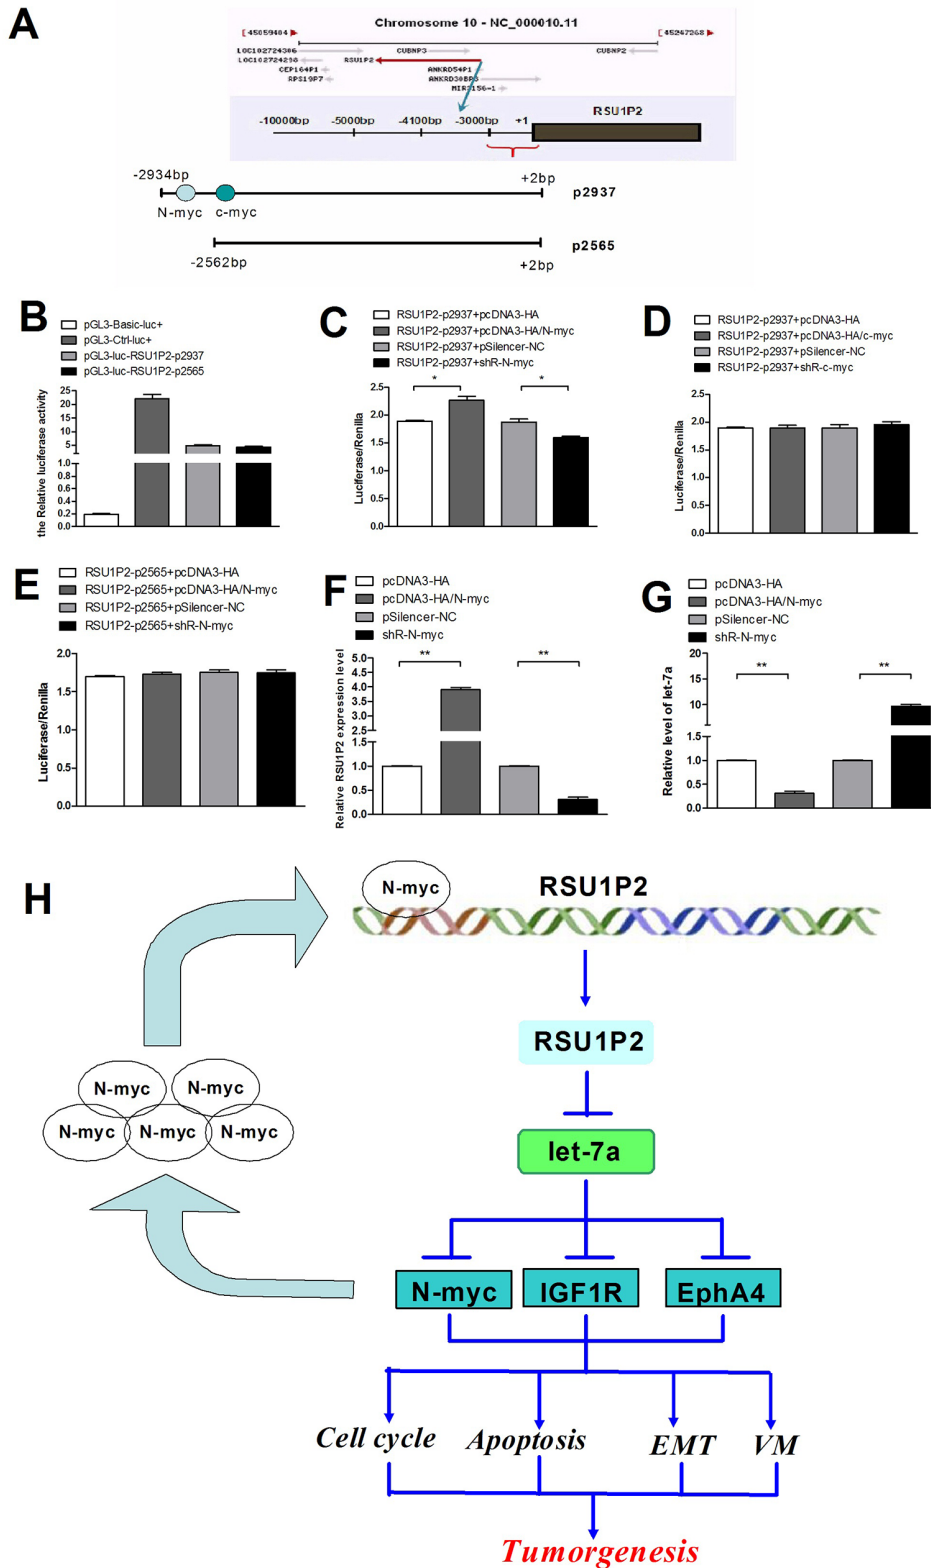 A
Chromosome 10 - NC_000010.11
[ 45059404
45247268
LOC102724306
CUBNP3
CUBNP2
LOC102724298
RSU1P2
CEP164P1
ANKRD54P1
RPS19P7
ANKRD30BP3
MIR3156-1
RSU1P2
-10000bp -5000bp -4100bp -3000bp +1
-2934bp +2bp
p2937
N-myc c-myc
p2565
-2562bp +2bp
B
pGL3-Basic-luc+
pGL3-Ctrl-luc+
pGL3-luc-RSU1P2-p2937
pGL3-luc-RSU1P2-p2565
the Relative luciferase activity
25
20
15
10
5
1.0
0.8
0.6
0.4
0.2
0.0
C
RSU1P2-p2937+pcDNA3-HA
RSU1P2-p2937+pcDNA3-HA/N-myc
RSU1P2-p2937+pSilencer-NC
RSU1P2-p2937+shR-N-myc
Luciferase/Renilla
2.5
2.0
1.5
1.0
0.5
0.0
* *
D
RSU1P2-p2937+pcDNA3-HA
RSU1P2-p2937+pcDNA3-HA/c-myc
RSU1P2-p2937+pSilencer-NC
RSU1P2-p2937+shR-c-myc
Luciferase/Renilla
2.5
2.0
1.5
1.0
0.5
0.0
E
RSU1P2-p2565+pcDNA3-HA
RSU1P2-p2565+pcDNA3-HA/N-myc
RSU1P2-p2565+pSilencer-NC
RSU1P2-p2565+shR-N-myc
Luciferase/Renilla
2.0
1.5
1.0
0.5
0.0
F
pcDNA3-HA
pcDNA3-HA/N-myc
pSilencer-NC
shR-N-myc
Relative RSU1P2 expression level
5.0
4.5
4.0
3.5
3.0
2.5
1.5
1.0
0.5
0.0
** **
G
pcDNA3-HA
pcDNA3-HA/N-myc
pSilencer-NC
shR-N-myc
Relative level of let-7a
20
15
10
1.5
1.0
0.5
0.0
** **
H
N-myc
RSU1P2
RSU1P2
N-myc N-myc
N-myc N-myc N-myc
let-7a
N-myc IGF1R EphA4
Cell cycle Apoptosis EMT VM
Tumorgenesis